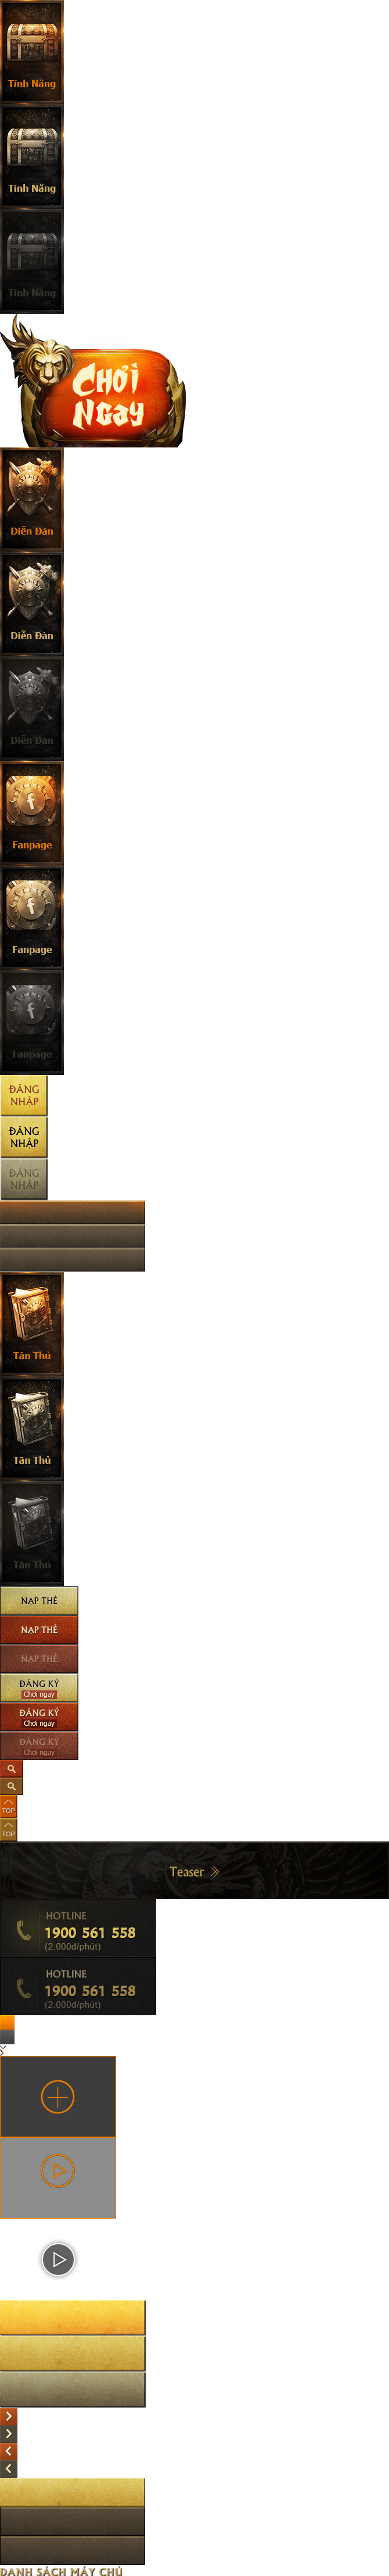 Tính Năng
Tính Năng
Tính Năng
Chơi
Ngay
Diễn Đàn
Diễn Đàn
Diễn Đàn
Fanpage
Fanpage
Fanpage
ĐĂNG
NHẬP
ĐĂNG
NHẬP
ĐĂNG
NHẬP
Tân Thủ
Tân Thủ
Tân Thủ
NẠP THẺ
NẠP THẺ
NẠP THẺ
ĐĂNG KÝ
Chơi ngay
ĐĂNG KÝ
Chơi ngay
ĐĂNG KÝ
Chơi ngay
TOP
TOP
Teaser
HOTLINE
1900 561 558
(2.000đ/phút)
HOTLINE
1900 561 558
(2.000đ/phút)
DANH SÁCH MÁY CHỦ